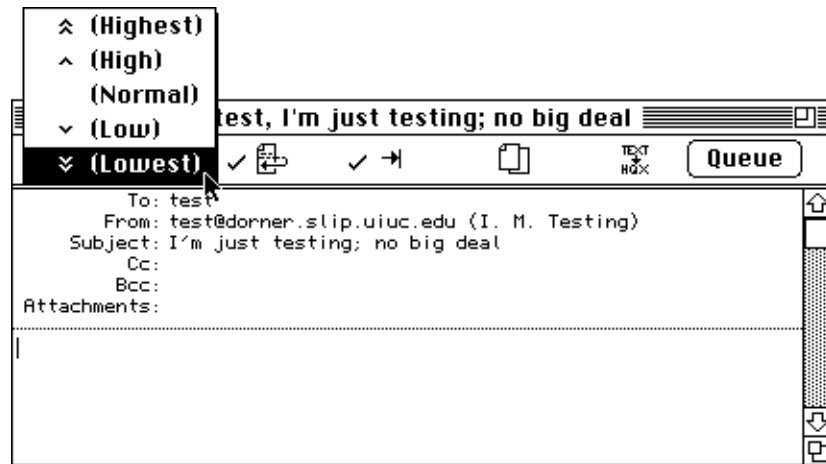 (Highest)
(High)
(Normal)
(Low)
(Lowest)
test, I'm just testing; no big deal
TEXT
HQX
Queue
To: test
From: test@dorner.slip.uiuc.edu (I. M. Testing)
Subject: I'm just testing; no big deal
Cc:
Bcc:
Attachments: